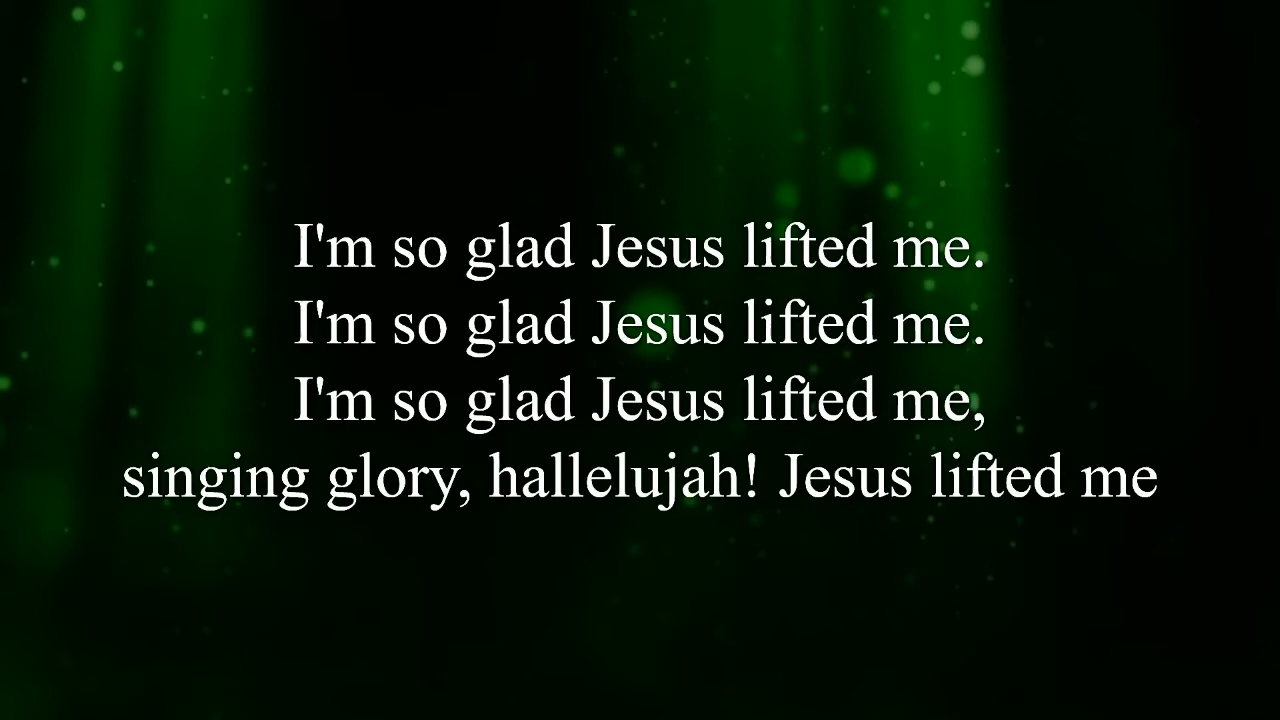 I'm so glad Jesus lifted me.
I'm so glad Jesus lifted me.
I'm so glad Jesus lifted me,
singing glory, hallelujah! Jesus lifted me